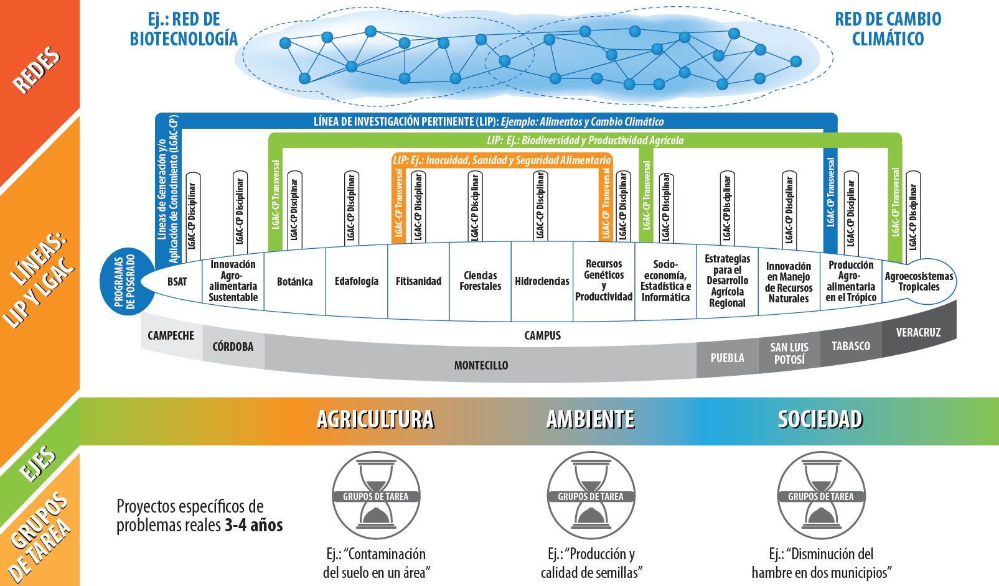 REDES
Ej.: RED DE
BIOTECNOLOGÍA
RED DE CAMBIO
CLIMÁTICO
LÍNEAS:
LIP Y LGAC
LÍNEA DE INVESTIGACIÓN PERTINENTE (LIP): Ejemplo: Alimentos y Cambio Climático
LIP: Ej.: Biodiversidad y Productividad Agrícola
LIP: Ej.: Inocuidad, Sanidad y Seguridad Alimentaria
Líneas de Generación y/o
Aplicación de Conocimiento (LGAC-CP)
LGAC-CP Disciplinar
LGAC-CP Disciplinar
LGAC-CP Transversal
LGAC-CP Disciplinar
LGAC-CP Disciplinar
LGAC-CP Transversal
LGAC-CP Disciplinar
LGAC-CP Disciplinar
LGAC-CP Disciplinar
LGAC-CP Transversal
LGAC-CP Disciplinar
LGAC-CP Transversal
LGAC-CP Disciplinar
LGAC-CP Disciplinar
LGAC-CP Disciplinar
LGAC-CP Transversal
LGAC-CP Disciplinar
LGAC-CP Transversal
LGAC-CP Disciplinar
PROGRAMAS
DE POSGRADO
BSAT
Innovación
Agro-
alimentaria
Sustentable
Botánica
Edafología
Fitisanidad
Ciencias
Forestales
Hidrociencias
Recursos
Genéticos
y
Productividad
Socio-
economía,
Estadística e
Informática
Estrategias
para el
Desarrollo
Agrícola
Regional
Innovación
en Manejo
de Recursos
Naturales
Producción
Agro-
alimentaria
en el Trópico
Agroecosistemas
Tropicales
CAMPUS
CAMPECHE
CÓRDOBA
MONTECILLO
PUEBLA
SAN LUIS
POTOSÍ
TABASCO
VERACRUZ
EJES
AGRICULTURA
AMBIENTE
SOCIEDAD
GRUPOS
DE TAREA
Proyectos específicos de
problemas reales 3-4 años
GRUPOS DE TAREA
Ej.: “Contaminación
del suelo en un área”
GRUPOS DE TAREA
Ej.: “Producción y
calidad de semillas”
GRUPOS DE TAREA
Ej.: “Disminución del
hambre en dos municipios”